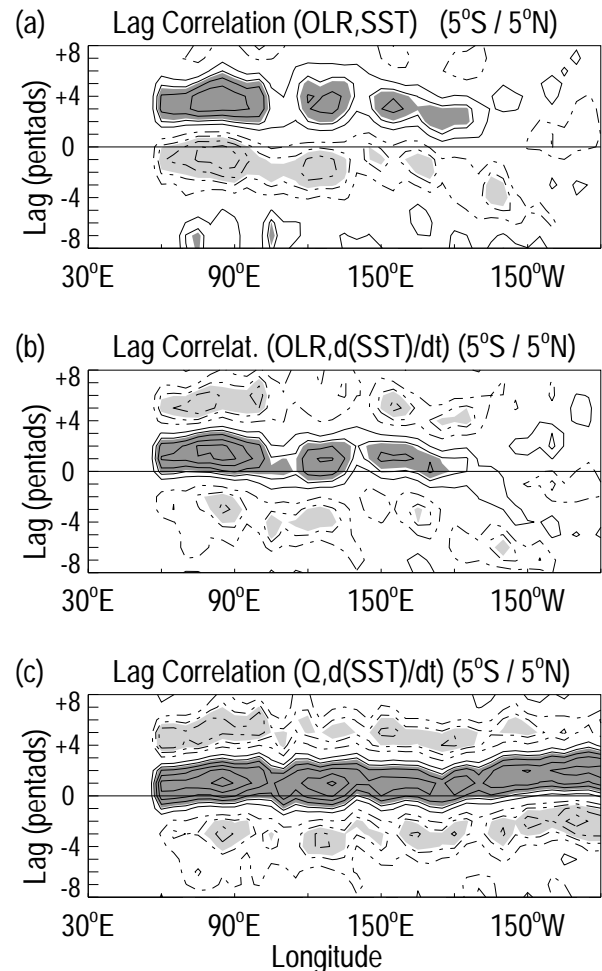 (a) Lag Correlation (OLR,SST) (5°S / 5°N)
+8
+4
0
-4
-8
Lag (pentads)
30°E 90°E 150°E 150°W
(b) Lag Correlat. (OLR,d(SST)/dt) (5°S / 5°N)
+8
+4
0
-4
-8
Lag (pentads)
30°E 90°E 150°E 150°W
(c) Lag Correlation (Q,d(SST)/dt) (5°S / 5°N)
+8
+4
0
-4
-8
Lag (pentads)
30°E 90°E 150°E 150°W
Longitude